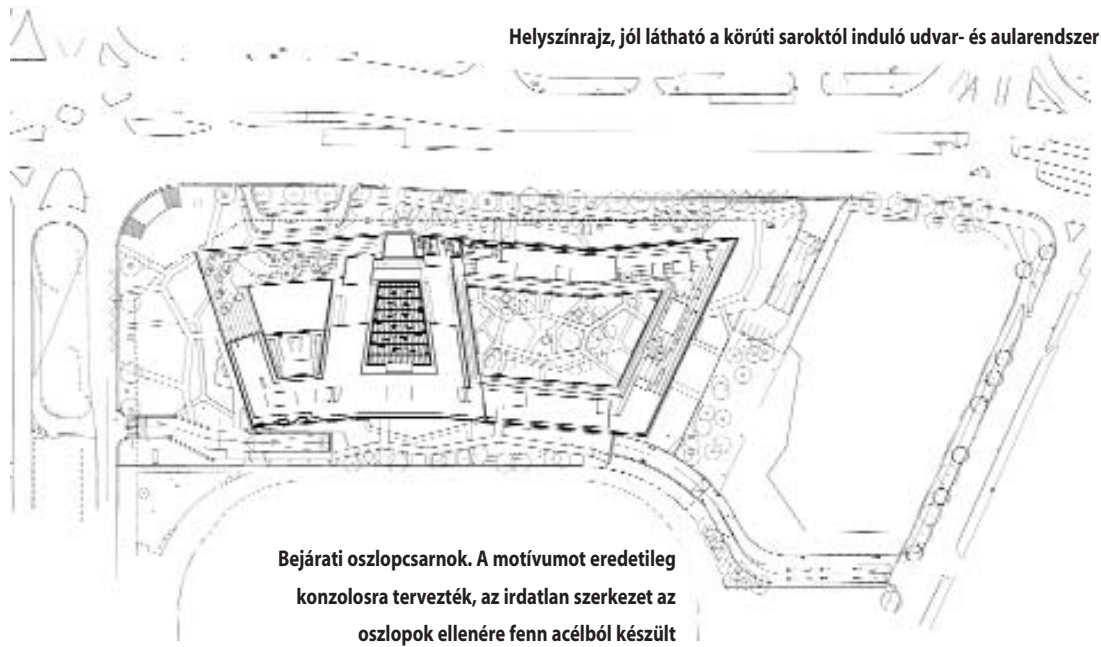 Helyszínrajz, jól látható a körúti saroktól induló udvar- és aularendszer
Bejárati oszlopcsarnok. A motívumot eredetileg
konzolosra tervezték, az irdatlan szerkezet az
oszlopok ellenére fenn acélból készült